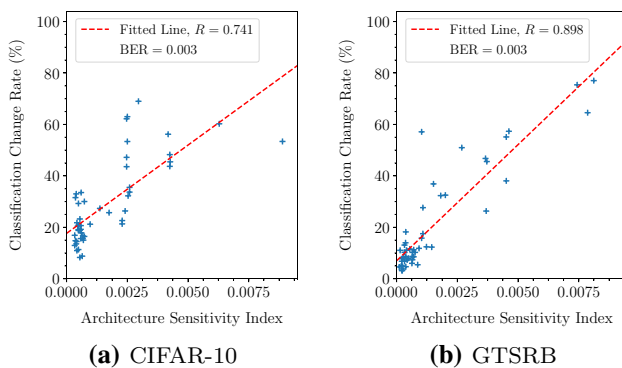 Fitted Line, R = 0.741
BER = 0.003
Classification Change Rate (%)
100
80
60
40
20
0
0.0000 0.0025 0.0050 0.0075
Architecture Sensitivity Index
(a) CIFAR-10
Fitted Line, R = 0.898
BER = 0.003
Classification Change Rate (%)
100
80
60
40
20
0
0.0000 0.0025 0.0050 0.0075
Architecture Sensitivity Index
(b) GTSRB